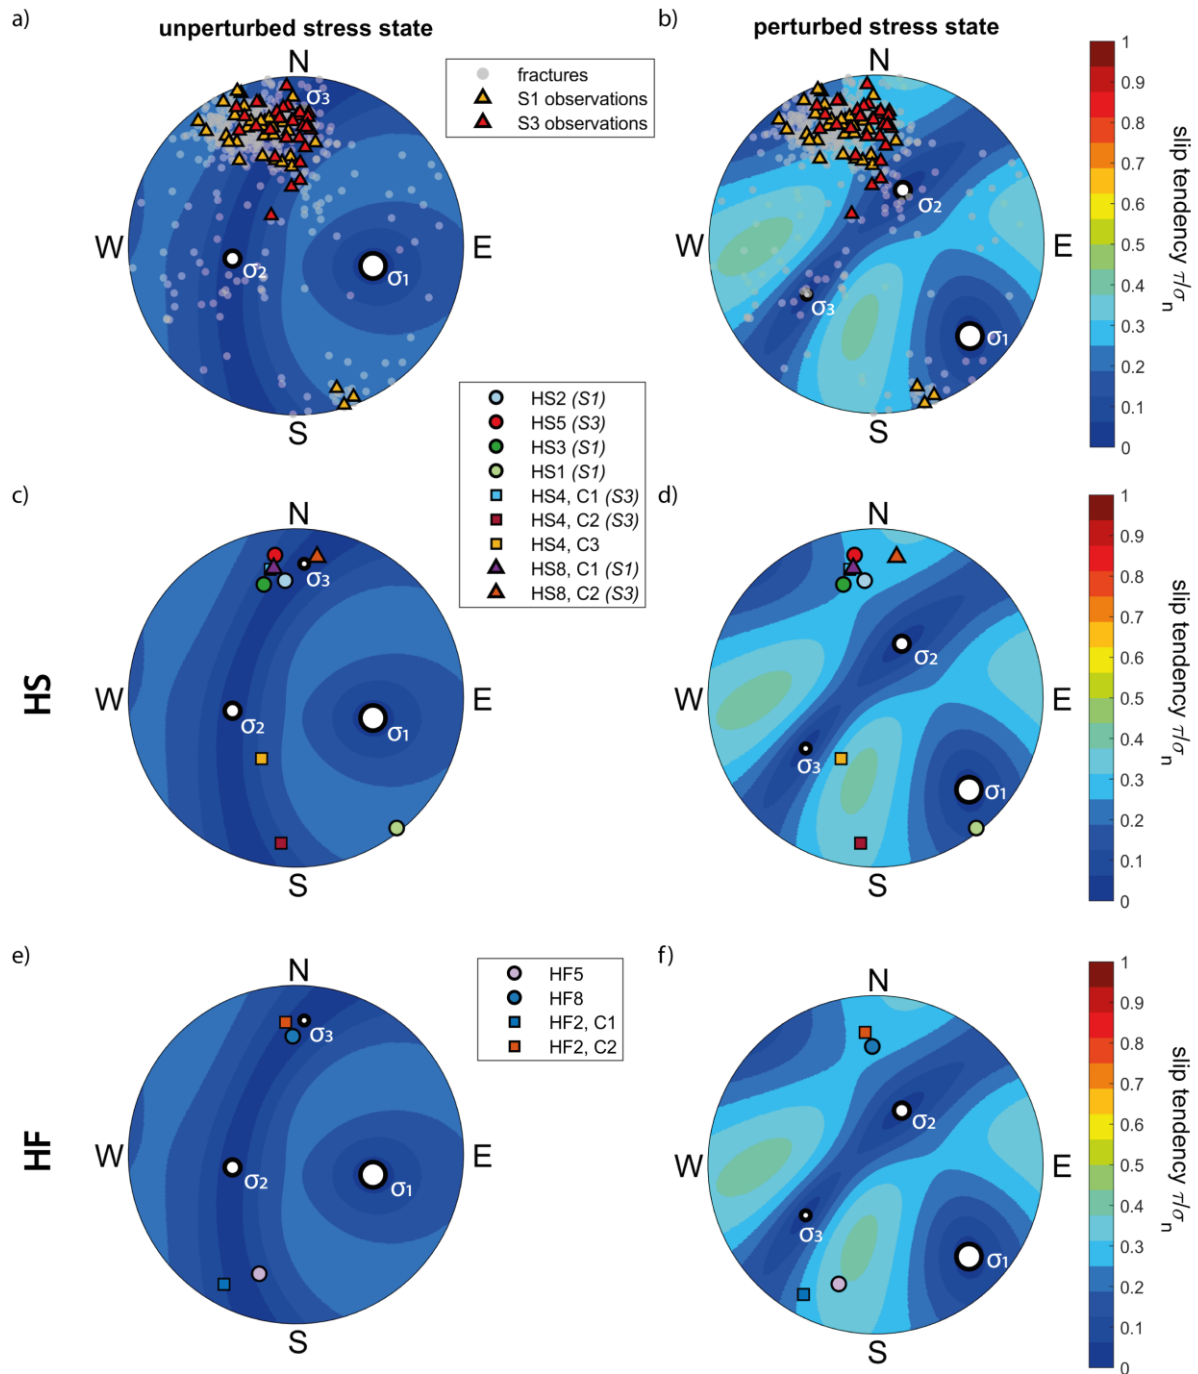 a)
unperturbed stress state
b)
perturbed stress state
N
σ3
W
E
σ2
σ1
S
fractures
S1 observations
S3 observations
N
W
E
σ2
σ3
σ1
S
1
0.9
0.8
0.7
0.6
0.5
0.4
0.3
0.2
0.1
0
slip tendency τ/σn
HS2 (S1)
HS5 (S3)
HS3 (S1)
HS1 (S1)
HS4, C1 (S3)
HS4, C2 (S3)
HS4, C3
HS8, C1 (S1)
HS8, C2 (S3)
c)
HS
N
σ3
W
E
σ2
σ1
S
d)
N
W
E
σ2
σ3
σ1
S
1
0.9
0.8
0.7
0.6
0.5
0.4
0.3
0.2
0.1
0
slip tendency τ/σn
e)
HF
N
σ3
W
E
σ2
σ1
S
HF5
HF8
HF2, C1
HF2, C2
f)
N
W
E
σ2
σ3
σ1
S
1
0.9
0.8
0.7
0.6
0.5
0.4
0.3
0.2
0.1
0
slip tendency τ/σn